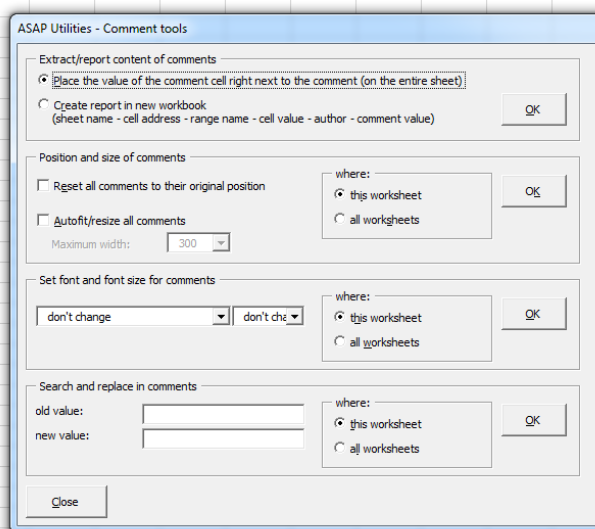 ASAP Utilities - Comment tools
Extract/report content of comments
Place the value of the comment cell right next to the comment (on the entire sheet)
Create report in new workbook
(sheet name - cell address - range name - cell value - author - comment value)
OK
Position and size of comments
Reset all comments to their original position
Autofit/resize all comments
Maximum width: 300
where:
this worksheet
all worksheets
OK
Set font and font size for comments
don't change
don't cha
where:
this worksheet
all worksheets
OK
Search and replace in comments
old value:
new value:
where:
this worksheet
all worksheets
OK
Close